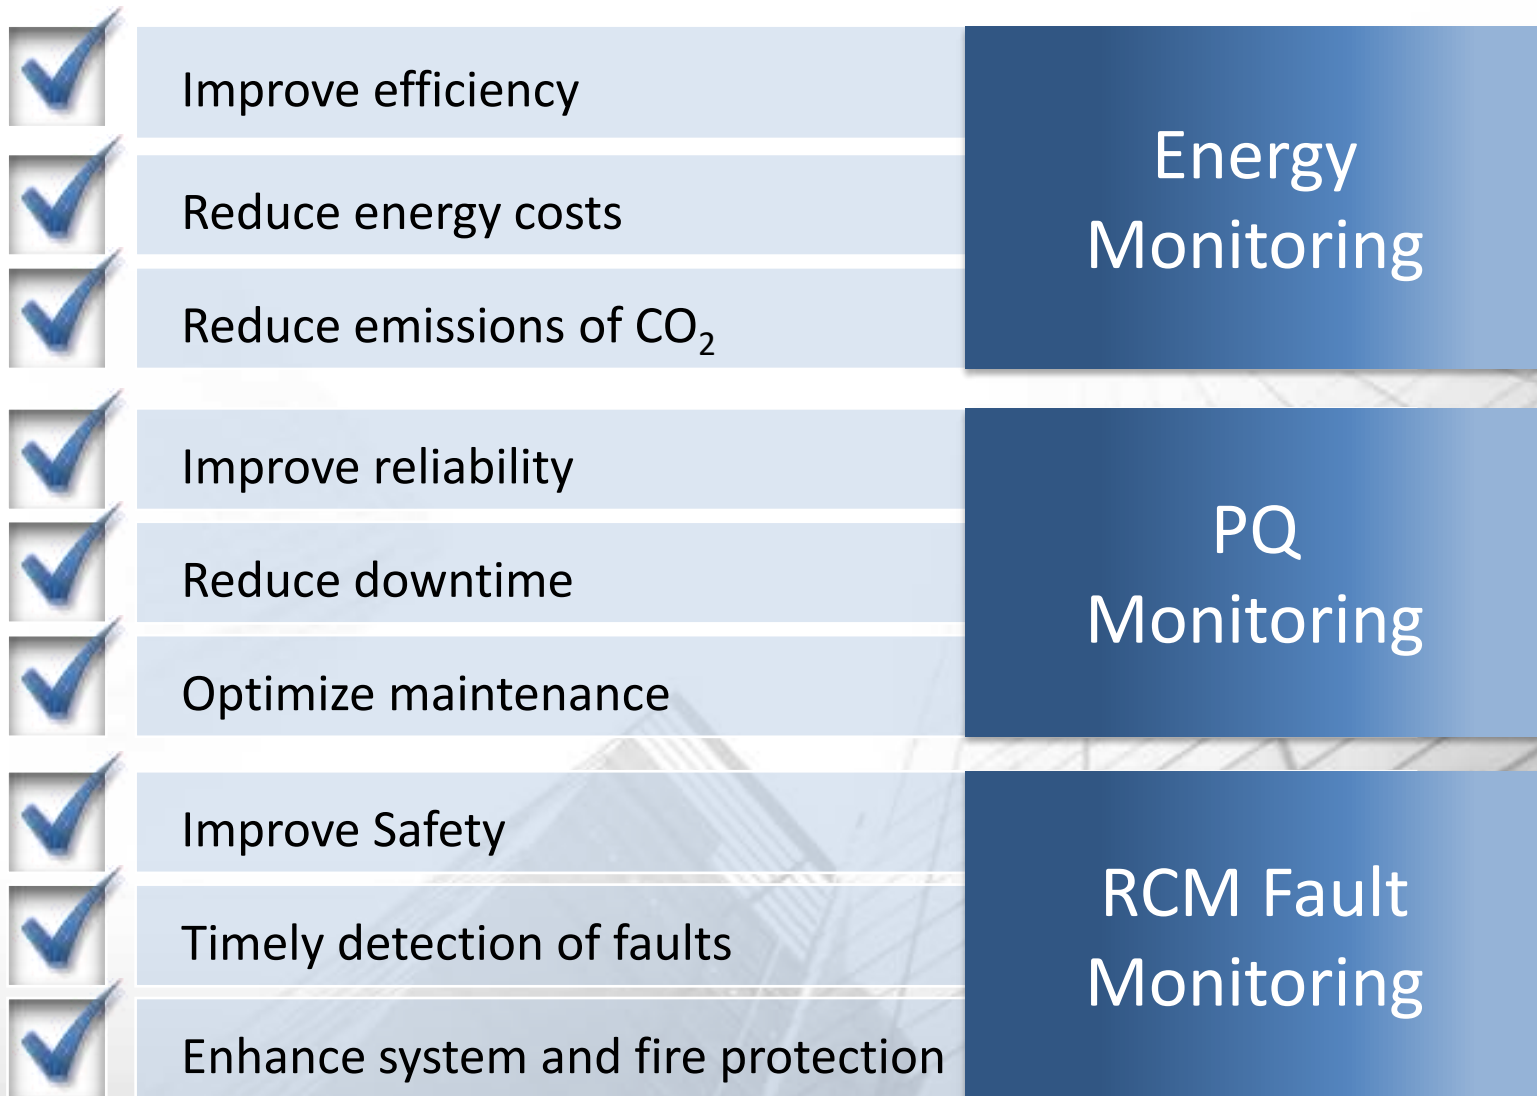 Improve efficiency
Reduce energy costs
Reduce emissions of CO₂
Energy
Monitoring
Improve reliability
Reduce downtime
Optimize maintenance
PQ
Monitoring
Improve Safety
Timely detection of faults
Enhance system and fire protection
RCM Fault
Monitoring